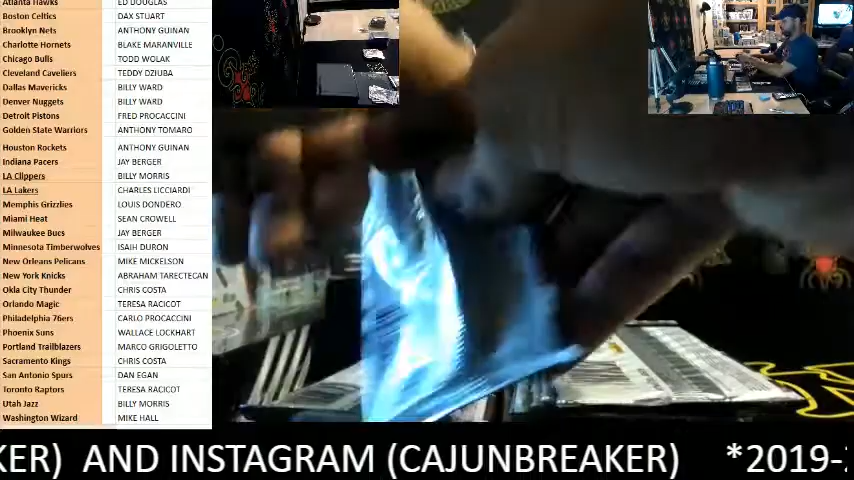 Atlanta Hawks ED DOUGLAS
Boston Celtics DAX STUART
Brooklyn Nets ANTHONY GUINAN
Charlotte Hornets BLAKE MARANVILLE
Chicago Bulls TODD WOLAK
Cleveland Cavaliers TEDDY DZIUBA
Dallas Mavericks BILLY WARD
Denver Nuggets BILLY WARD
Detroit Pistons FRED PROCACCINI
Golden State Warriors ANTHONY TOMARO
Houston Rockets ANTHONY GUINAN
Indiana Pacers JAY BERGER
LA Clippers BILLY MORRIS
LA Lakers CHARLES LICCIARDI
Memphis Grizzlies LOUIS DONDERO
Miami Heat SEAN CROWELL
Milwaukee Bucs JAY BERGER
Minnesota Timberwolves ISAIH DURON
New Orleans Pelicans MIKE MICKELSON
New York Knicks ABRAHAM TARECTECAN
Okla City Thunder CHRIS COSTA
Orlando Magic TERESA RACICOT
Philadelphia 76ers CARLO PROCACCINI
Phoenix Suns WALLACE LOCKHART
Portland Trailblazers MARCO GRIGOLETTO
Sacramento Kings CHRIS COSTA
San Antonio Spurs DAN EGAN
Toronto Raptors TERESA RACICOT
Utah Jazz BILLY MORRIS
Washington Wizard MIKE HALL
KER) AND INSTAGRAM (CAJUNBREAKER) *2019-